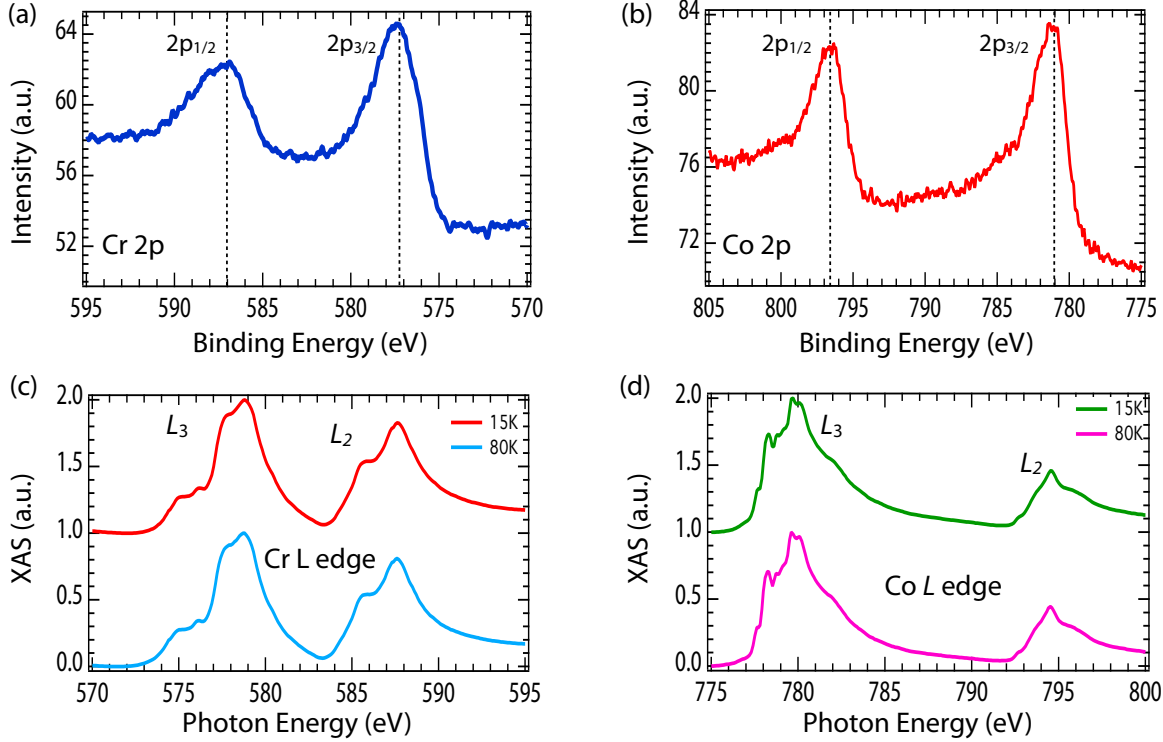 (a)
64
60
56
52
Intensity (a.u.)
2p1/2
2p3/2
Cr 2p
595 590 585 580 575 570
Binding Energy (eV)
(b)
84
80
76
72
Intensity (a.u.)
2p1/2
2p3/2
Co 2p
805 800 795 790 785 780 775
Binding Energy (eV)
(c)
2.0
1.5
1.0
0.5
0.0
XAS (a.u.)
L3
L2
15K
80K
Cr L edge
570 575 580 585 590 595
Photon Energy (eV)
(d)
2.0
1.5
1.0
0.5
0.0
XAS (a.u.)
L3
L2
15K
80K
Co L edge
775 780 785 790 795 800
Photon Energy (eV)